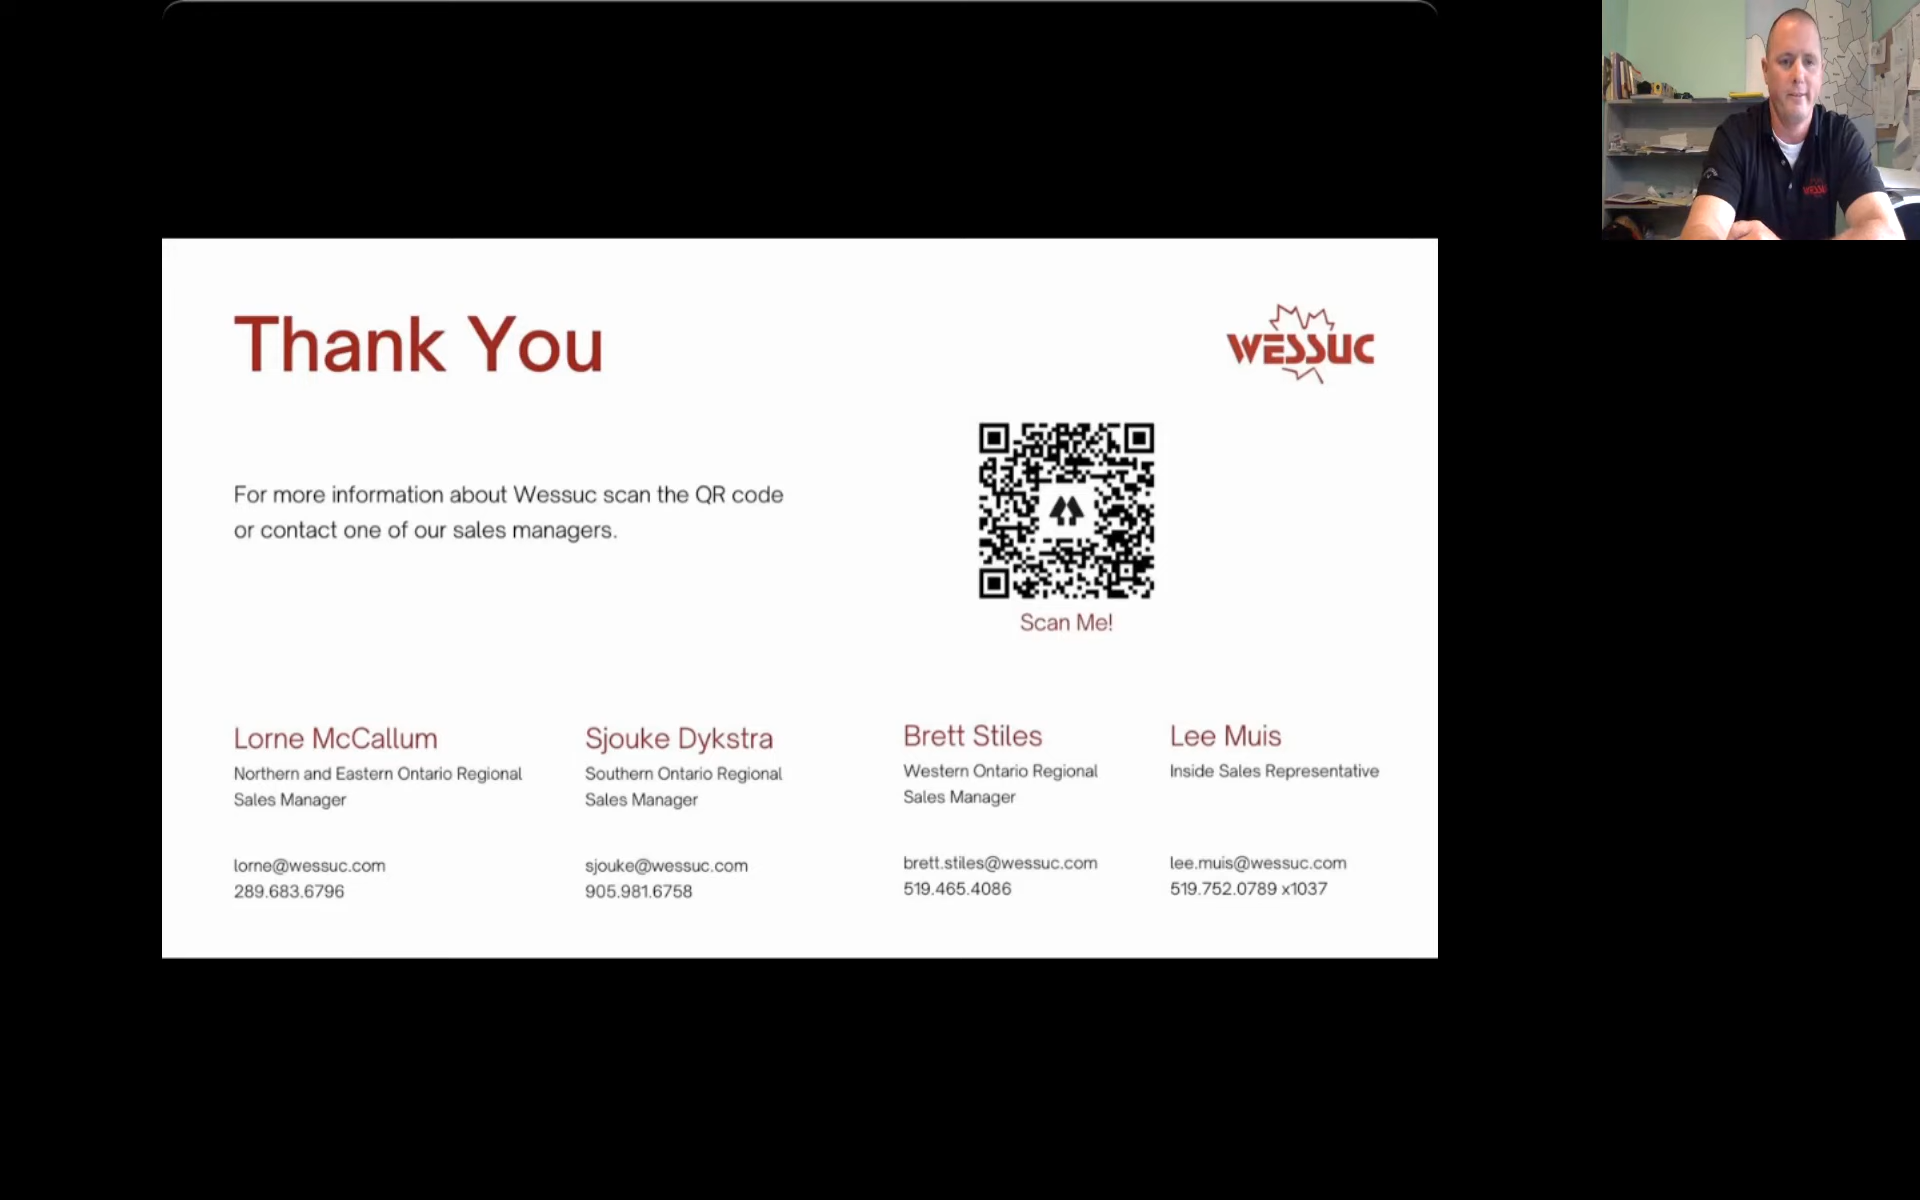 Thank You
WESSUC
For more information about Wessuc scan the QR code
or contact one of our sales managers.
Scan Me!
Lorne McCallum
Northern and Eastern Ontario Regional
Sales Manager
lorne@wessuc.com
289.683.6796
Sjouke Dykstra
Southern Ontario Regional
Sales Manager
sjouke@wessuc.com
905.981.6758
Brett Stiles
Western Ontario Regional
Sales Manager
brett.stiles@wessuc.com
519.465.4086
Lee Muis
Inside Sales Representative
lee.muis@wessuc.com
519.752.0789 x1037